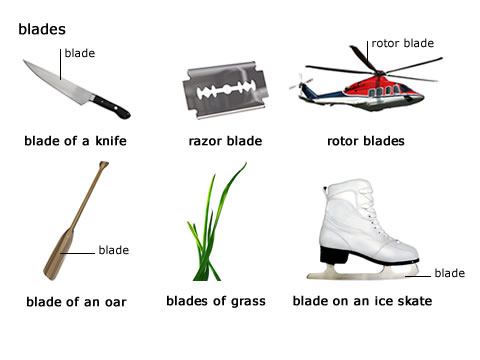 blades
blade
rotor blade
blade of a knife
razor blade
rotor blades
blade
blade
blade of an oar
blades of grass
blade on an ice skate